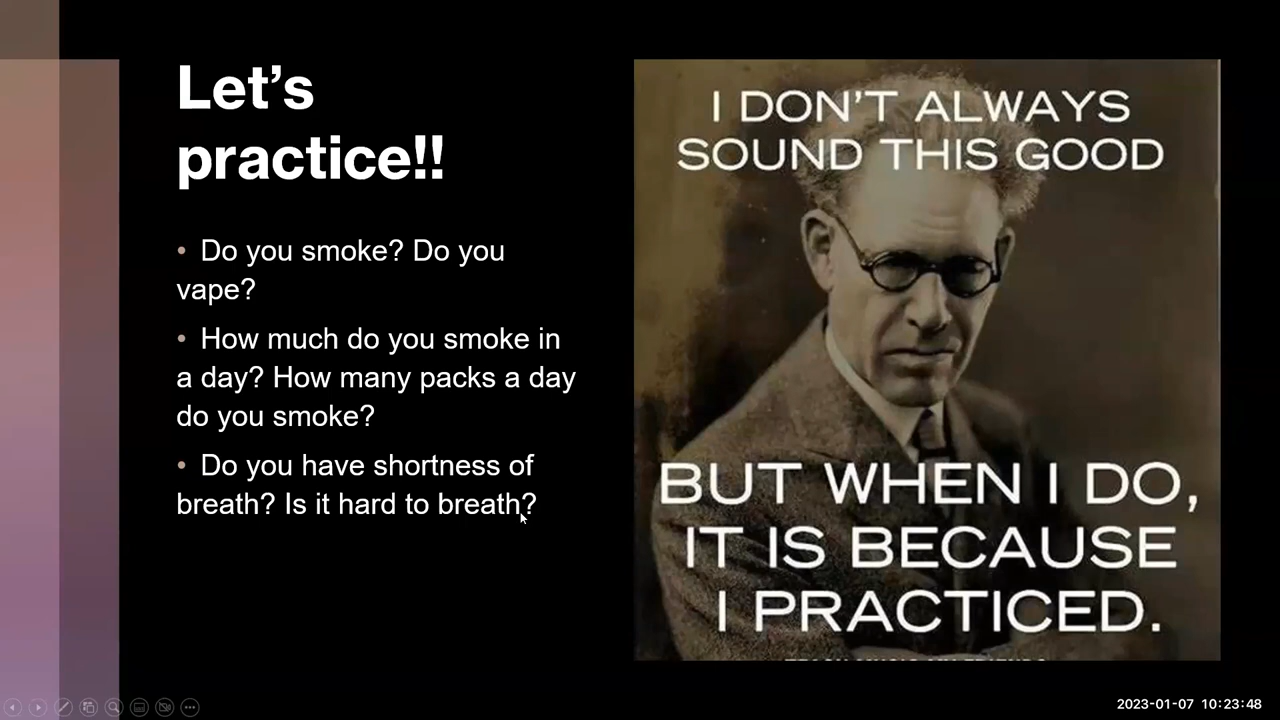 Let's
practice!!
• Do you smoke? Do you
vape?
• How much do you smoke in
a day? How many packs a day
do you smoke?
• Do you have shortness of
breath? Is it hard to breath?
I DON'T ALWAYS
SOUND THIS GOOD
BUT WHEN I DO,
IT IS BECAUSE
I PRACTICED.
2023-01-07 10:23:48